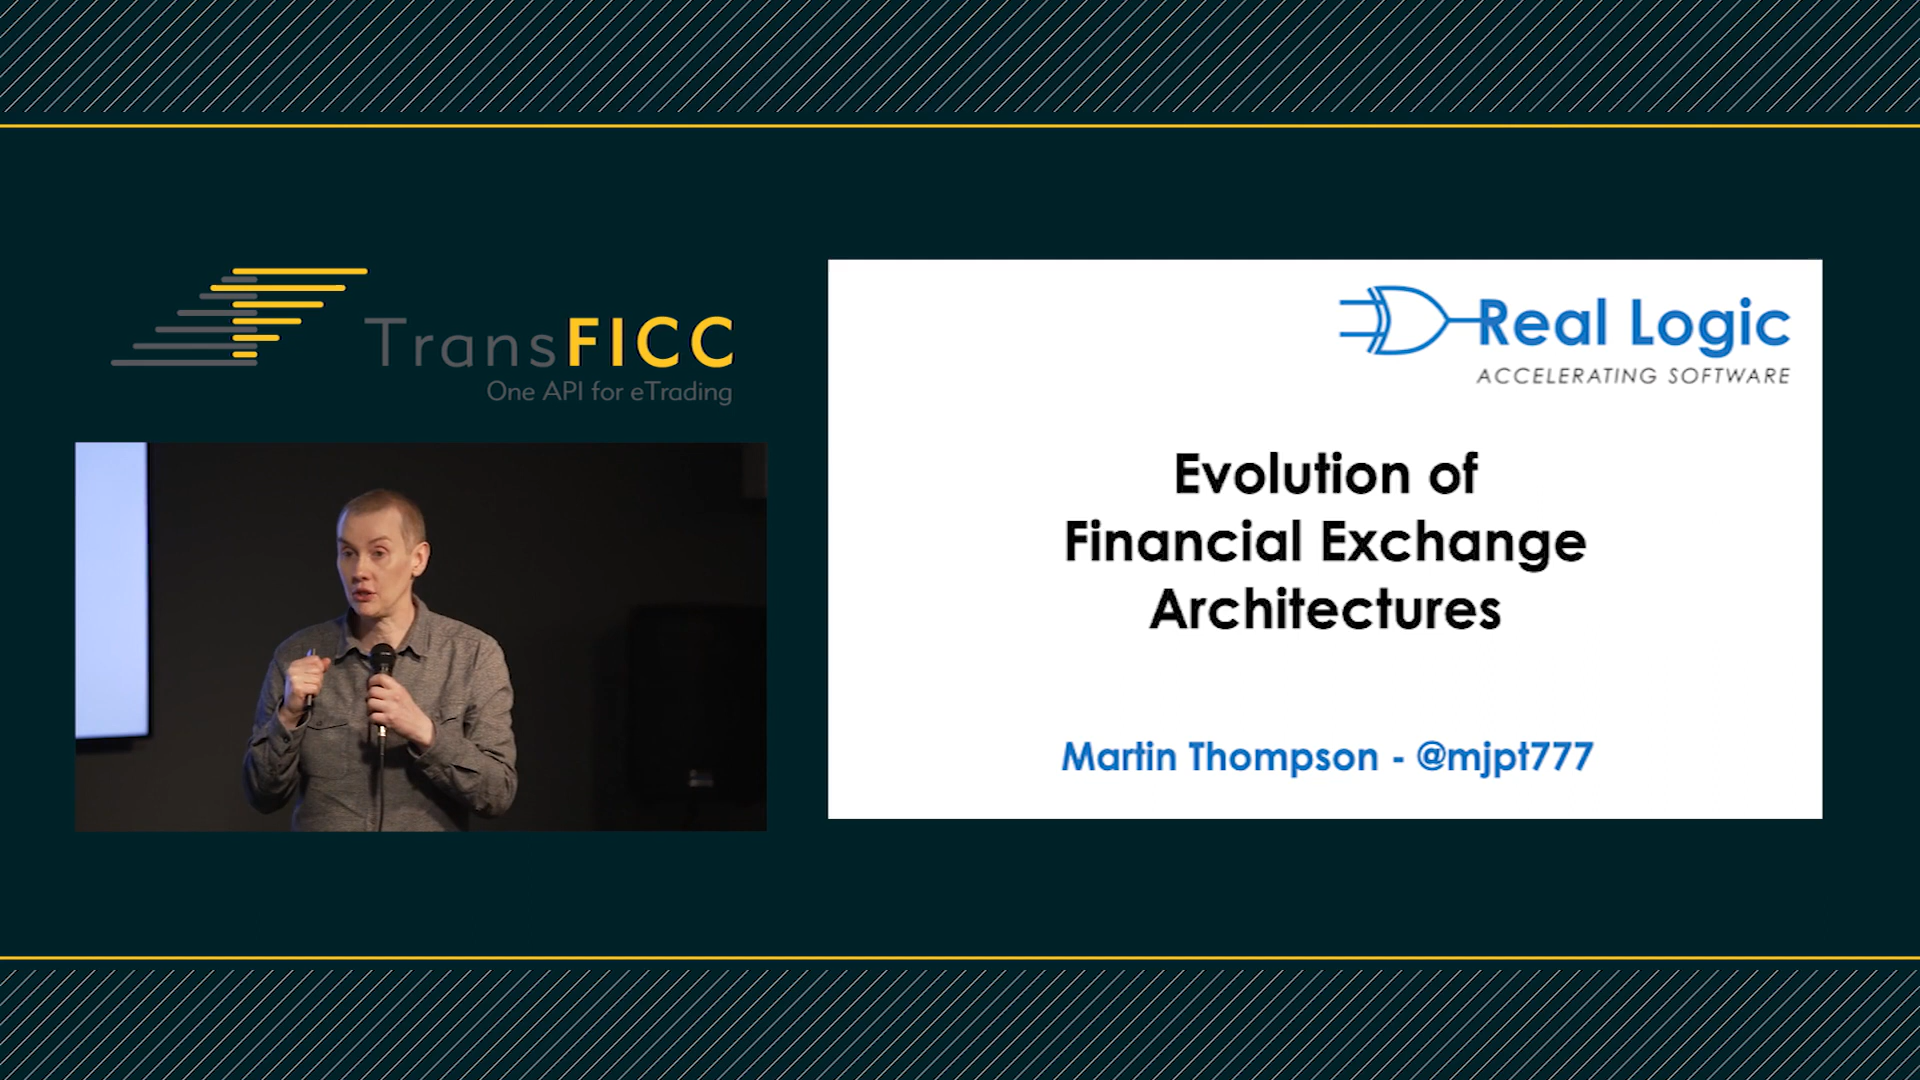 TransFICC
One API for eTrading
Real Logic
ACCELERATING SOFTWARE
Evolution of
Financial Exchange
Architectures
Martin Thompson - @mjpt777